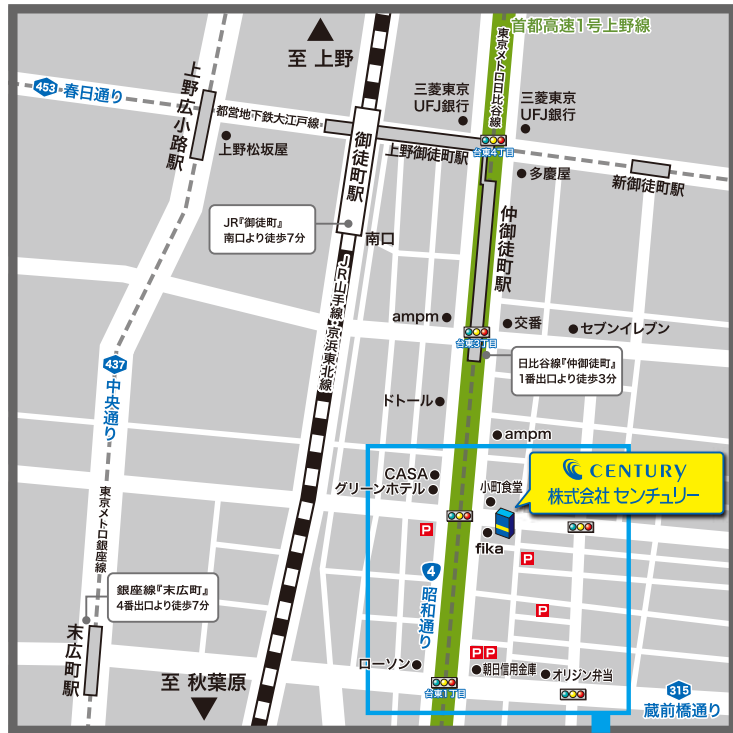 首都高速1号上野線
至 上野
東京メトロ日比谷線
453
春日通り
上野広小路駅
都営地下鉄大江戸線
三菱東京
UFJ銀行
三菱東京
UFJ銀行
上野松坂屋
御徒町駅
上野御徒町駅
台東4丁目
多慶屋
新御徒町駅
JR『御徒町』
南口より徒歩7分
南口
仲御徒町駅
JR山手線・京浜東北線
ampm
交番
セブンイレブン
台東3丁目
日比谷線『仲御徒町』
1番出口より徒歩3分
437
中央通り
ドトール
ampm
CENTURY
株式会社 センチュリー
CASA
グリーンホテル
小町食堂
東京メトロ銀座線
P
fika
P
4
昭和通り
銀座線『末広町』
4番出口より徒歩7分
P
末広町駅
P P
ローソン
朝日信用金庫
オリジン弁当
至 秋葉原
台東1丁目
315
蔵前橋通り